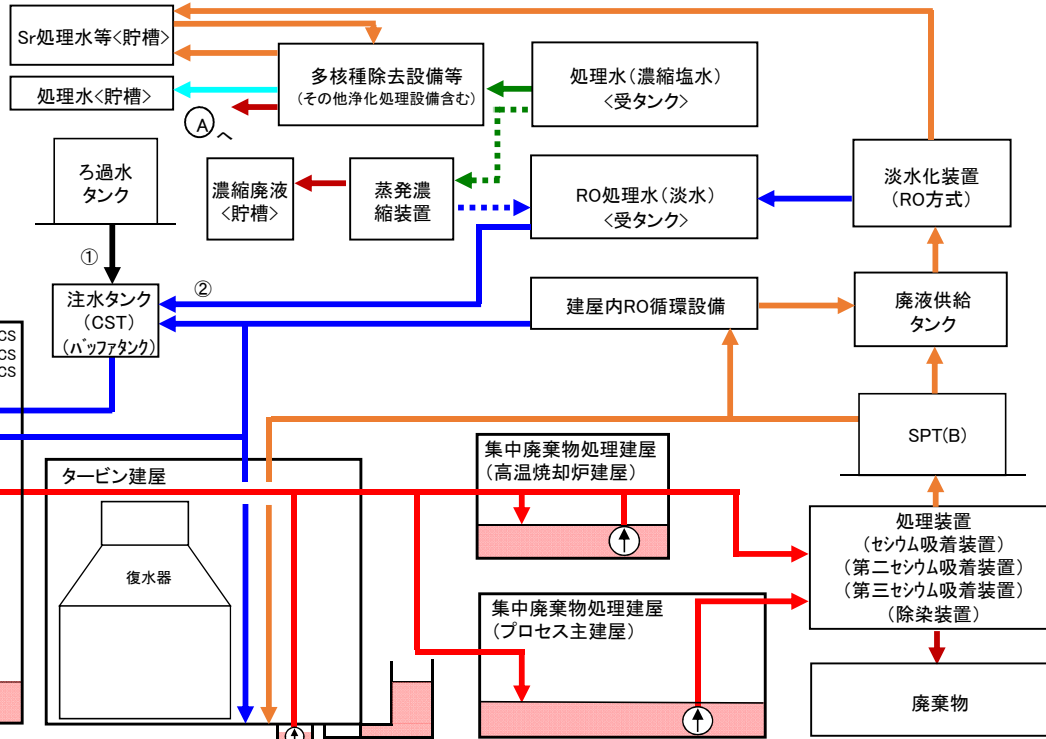 Sr処理水等<貯槽>
処理水<貯槽>
多核種除去設備等
(その他浄化処理設備含む)
A
へ
処理水(濃縮塩水)
<受タンク>
ろ過水
タンク
濃縮廃液
<貯槽>
蒸発濃
縮装置
RO処理水(淡水)
<受タンク>
淡水化装置
(RO方式)
①
②
注水タンク
(CST)
(バッファタンク)
建屋内RO循環設備
廃液供給
タンク
CS
CS
CS
SPT(B)
タービン建屋
復水器
集中廃棄物処理建屋
(高温焼却炉建屋)
処理装置
(セシウム吸着装置)
(第二セシウム吸着装置)
(第三セシウム吸着装置)
(除染装置)
集中廃棄物処理建屋
(プロセス主建屋)
廃棄物